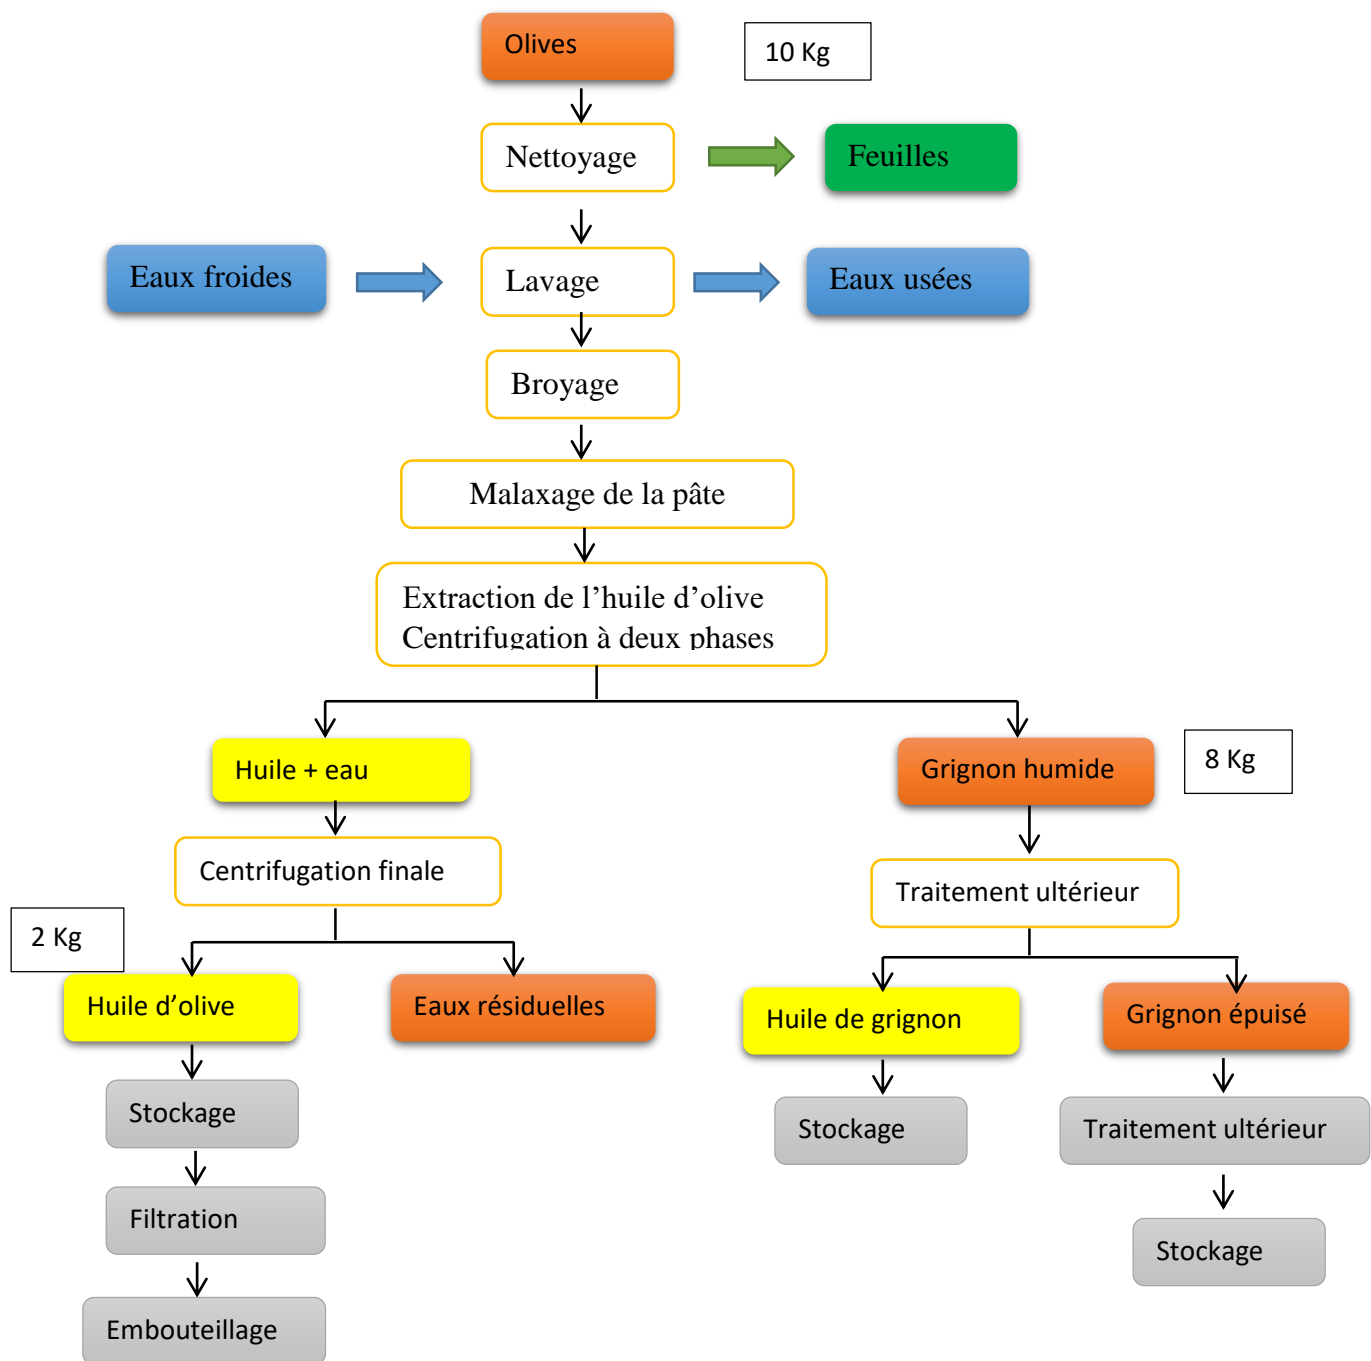 Olives
10 Kg
Nettoyage
Feuilles
Eaux froides
Lavage
Eaux usées
Broyage
Malaxage de la pâte
Extraction de l’huile d’olive
Centrifugation à deux phases
Huile + eau
Grignon humide
8 Kg
Centrifugation finale
Traitement ultérieur
2 Kg
Huile d’olive
Eaux résiduelles
Huile de grignon
Grignon épuisé
Stockage
Stockage
Traitement ultérieur
Filtration
Stockage
Embouteillage